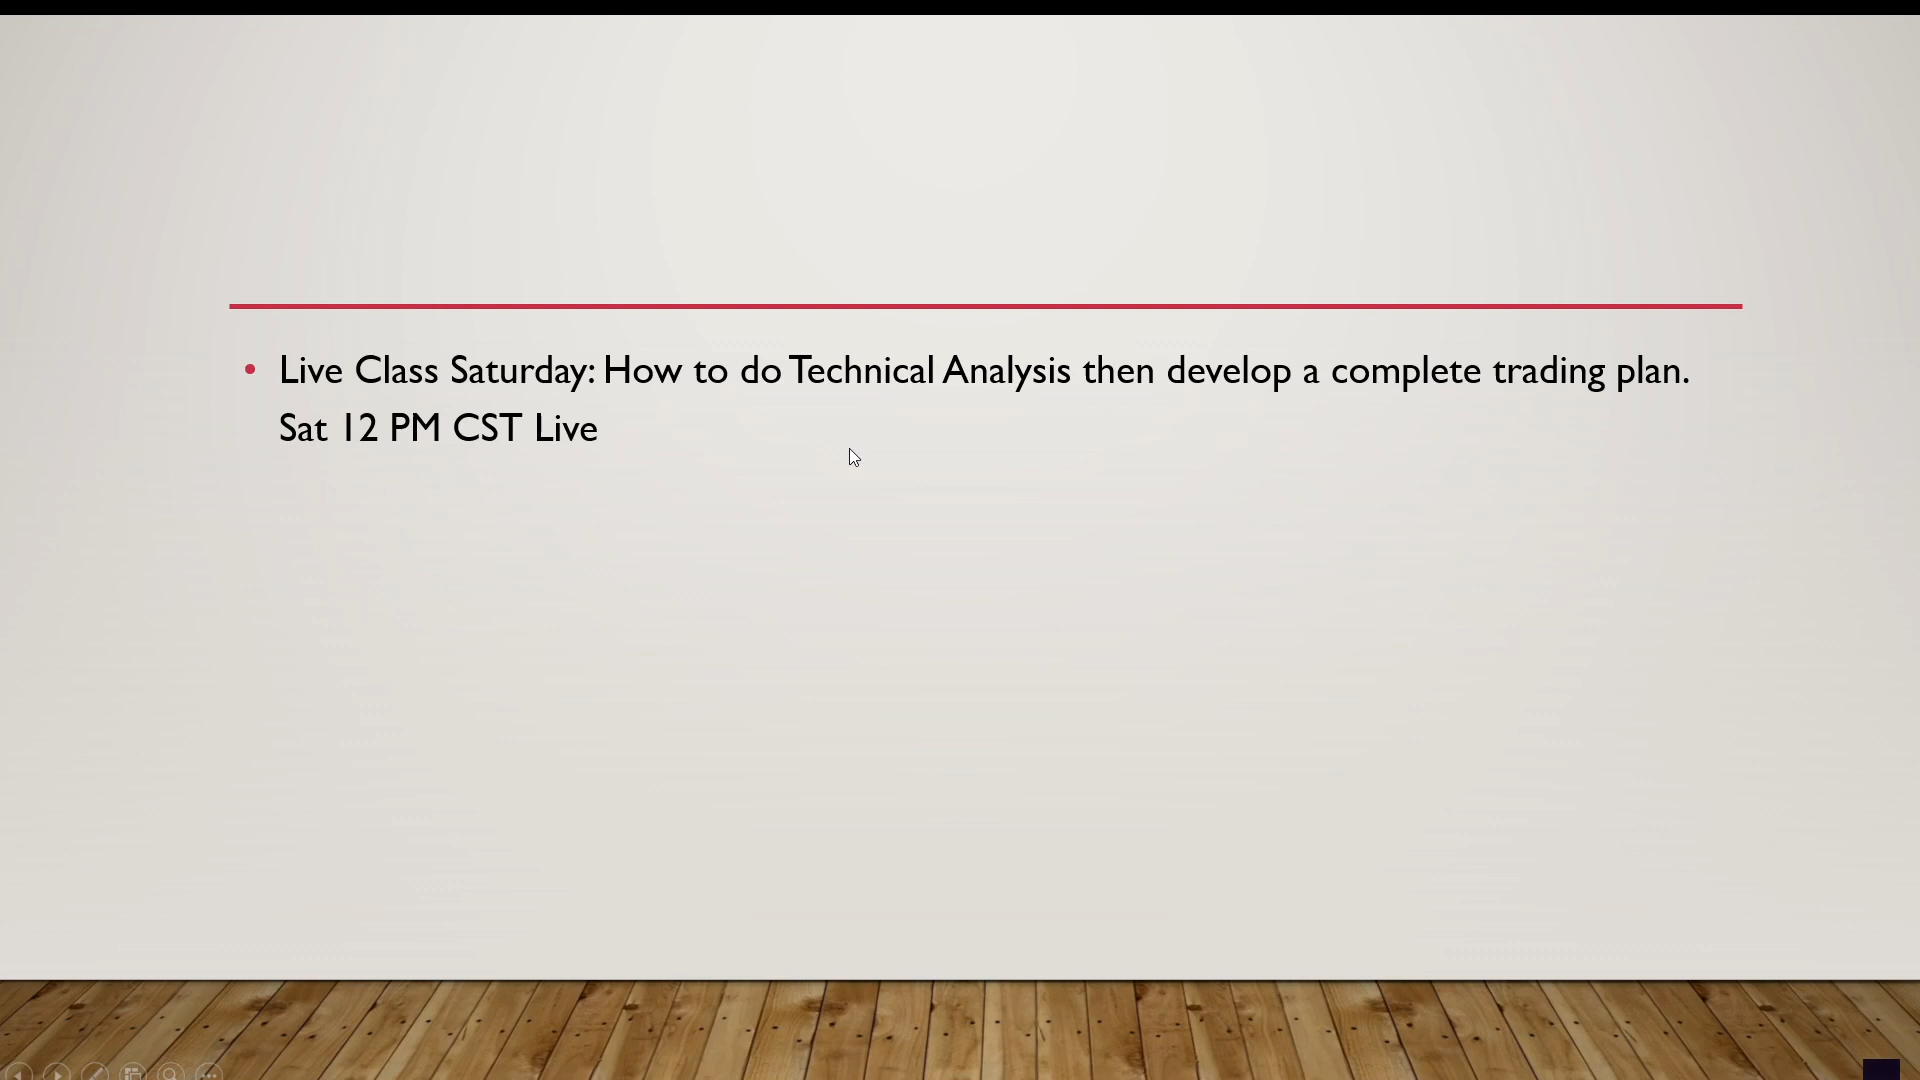 • Live Class Saturday: How to do Technical Analysis then develop a complete trading plan.
Sat 12 PM CST Live